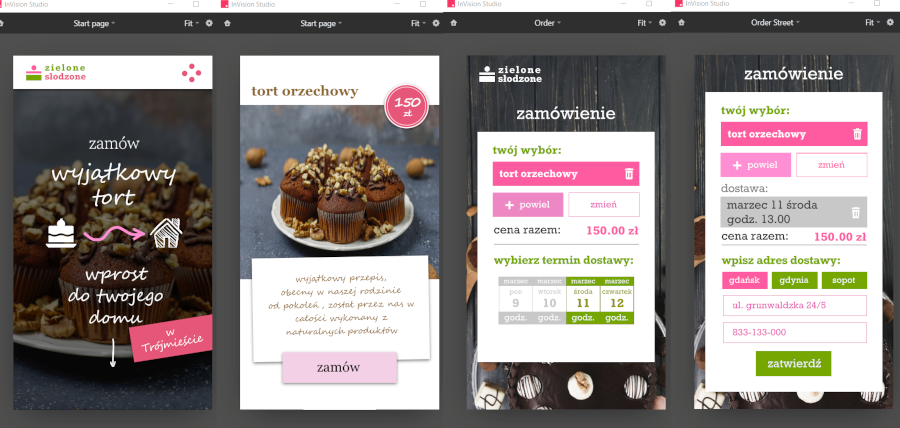 InVision Studio
Start page
Fit
zielone
słodzone
zamów
wyjątkowy
tort
wprost
do twojego
domu
w
Trójmieście
InVision Studio
Start page
Fit
tort orzechowy
150
zł
wyjątkowy przepis,
obecny w naszej rodzinie
od pokoleń, został przez nas w
całości wykonany z
naturalnych produktów
zamów
InVision Studio
Order
Fit
zielone
słodzone
zamówienie
twój wybór:
tort orzechowy
+ powiel
zmień
cena razem: 150.00 zł
wybierz termin dostawy:
marzec marzec marzec marzec
pon wtorek środa czwartek
9 10 11 12
godz. godz. godz. godz.
InVision Studio
Order Street
Fit
zamówienie
twój wybór:
tort orzechowy
+ powiel
zmień
dostawa:
marzec 11 środa
godz. 13.00
cena razem: 150.00 zł
wpisz adres dostawy:
gdańsk gdynia sopot
ul. grunwaldzka 24/5
833-133-000
zatwierdź